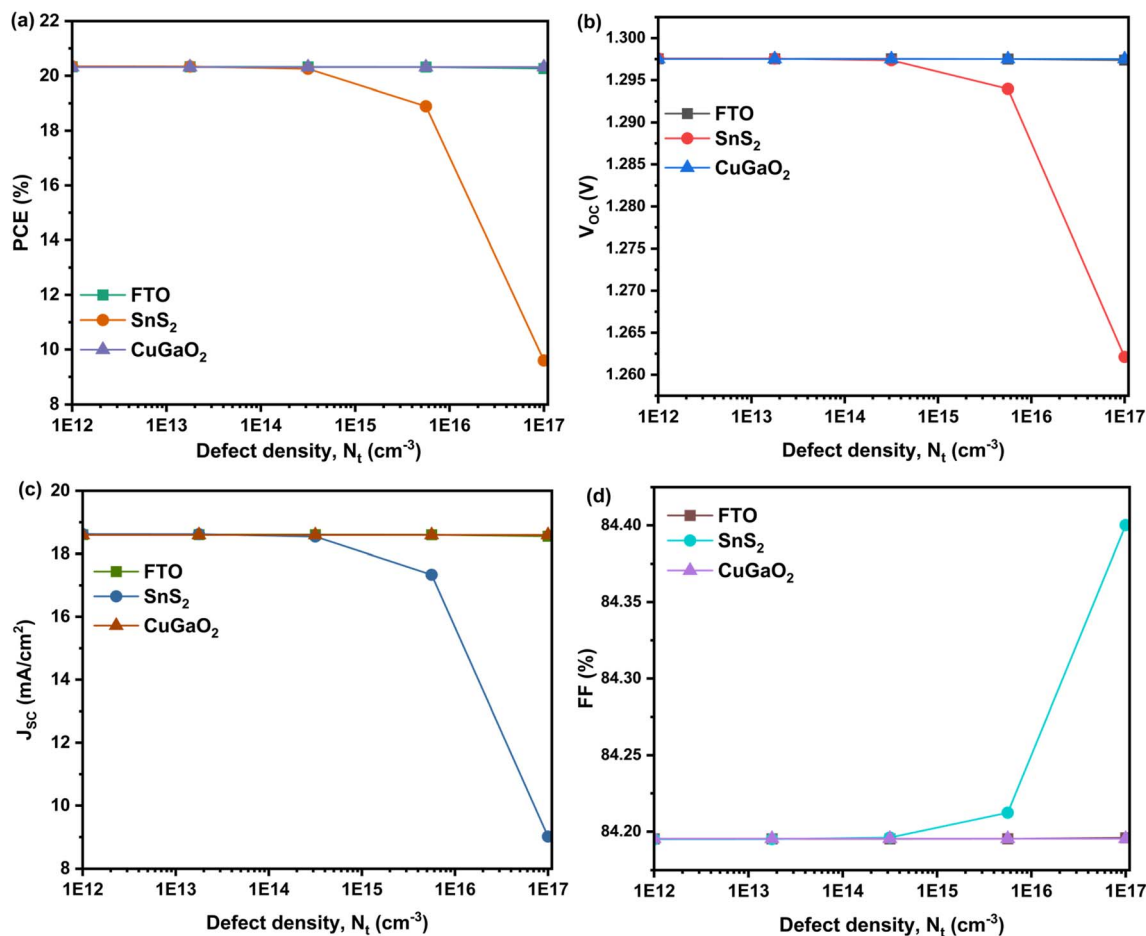 (a)
22
20
18
16
14
12
10
8
PCE (%)
FTO
SnS₂
CuGaO₂
1E12 1E13 1E14 1E15 1E16 1E17
Defect density, Nₜ (cm⁻³)
(b)
1.300
1.295
1.290
1.285
1.280
1.275
1.270
1.265
1.260
V_OC (V)
FTO
SnS₂
CuGaO₂
1E12 1E13 1E14 1E15 1E16 1E17
Defect density, Nₜ (cm⁻³)
(c)
20
18
16
14
12
10
8
J_SC (mA/cm²)
FTO
SnS₂
CuGaO₂
1E12 1E13 1E14 1E15 1E16 1E17
Defect density, Nₜ (cm⁻³)
(d)
84.40
84.35
84.30
84.25
84.20
FF (%)
FTO
SnS₂
CuGaO₂
1E12 1E13 1E14 1E15 1E16 1E17
Defect density, Nₜ (cm⁻³)